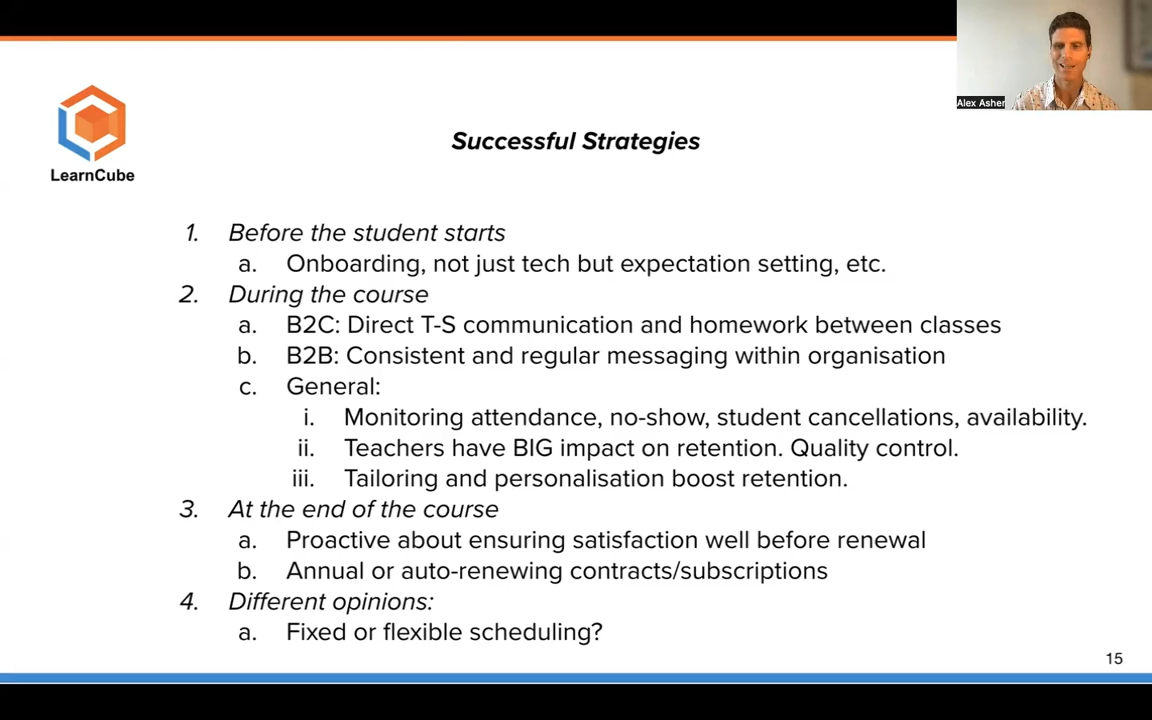 Alex Asher
LearnCube
Successful Strategies
1. Before the student starts
a. Onboarding, not just tech but expectation setting, etc.
2. During the course
a. B2C: Direct T-S communication and homework between classes
b. B2B: Consistent and regular messaging within organisation
c. General:
i. Monitoring attendance, no-show, student cancellations, availability.
ii. Teachers have BIG impact on retention. Quality control.
iii. Tailoring and personalisation boost retention.
3. At the end of the course
a. Proactive about ensuring satisfaction well before renewal
b. Annual or auto-renewing contracts/subscriptions
4. Different opinions:
a. Fixed or flexible scheduling?
15